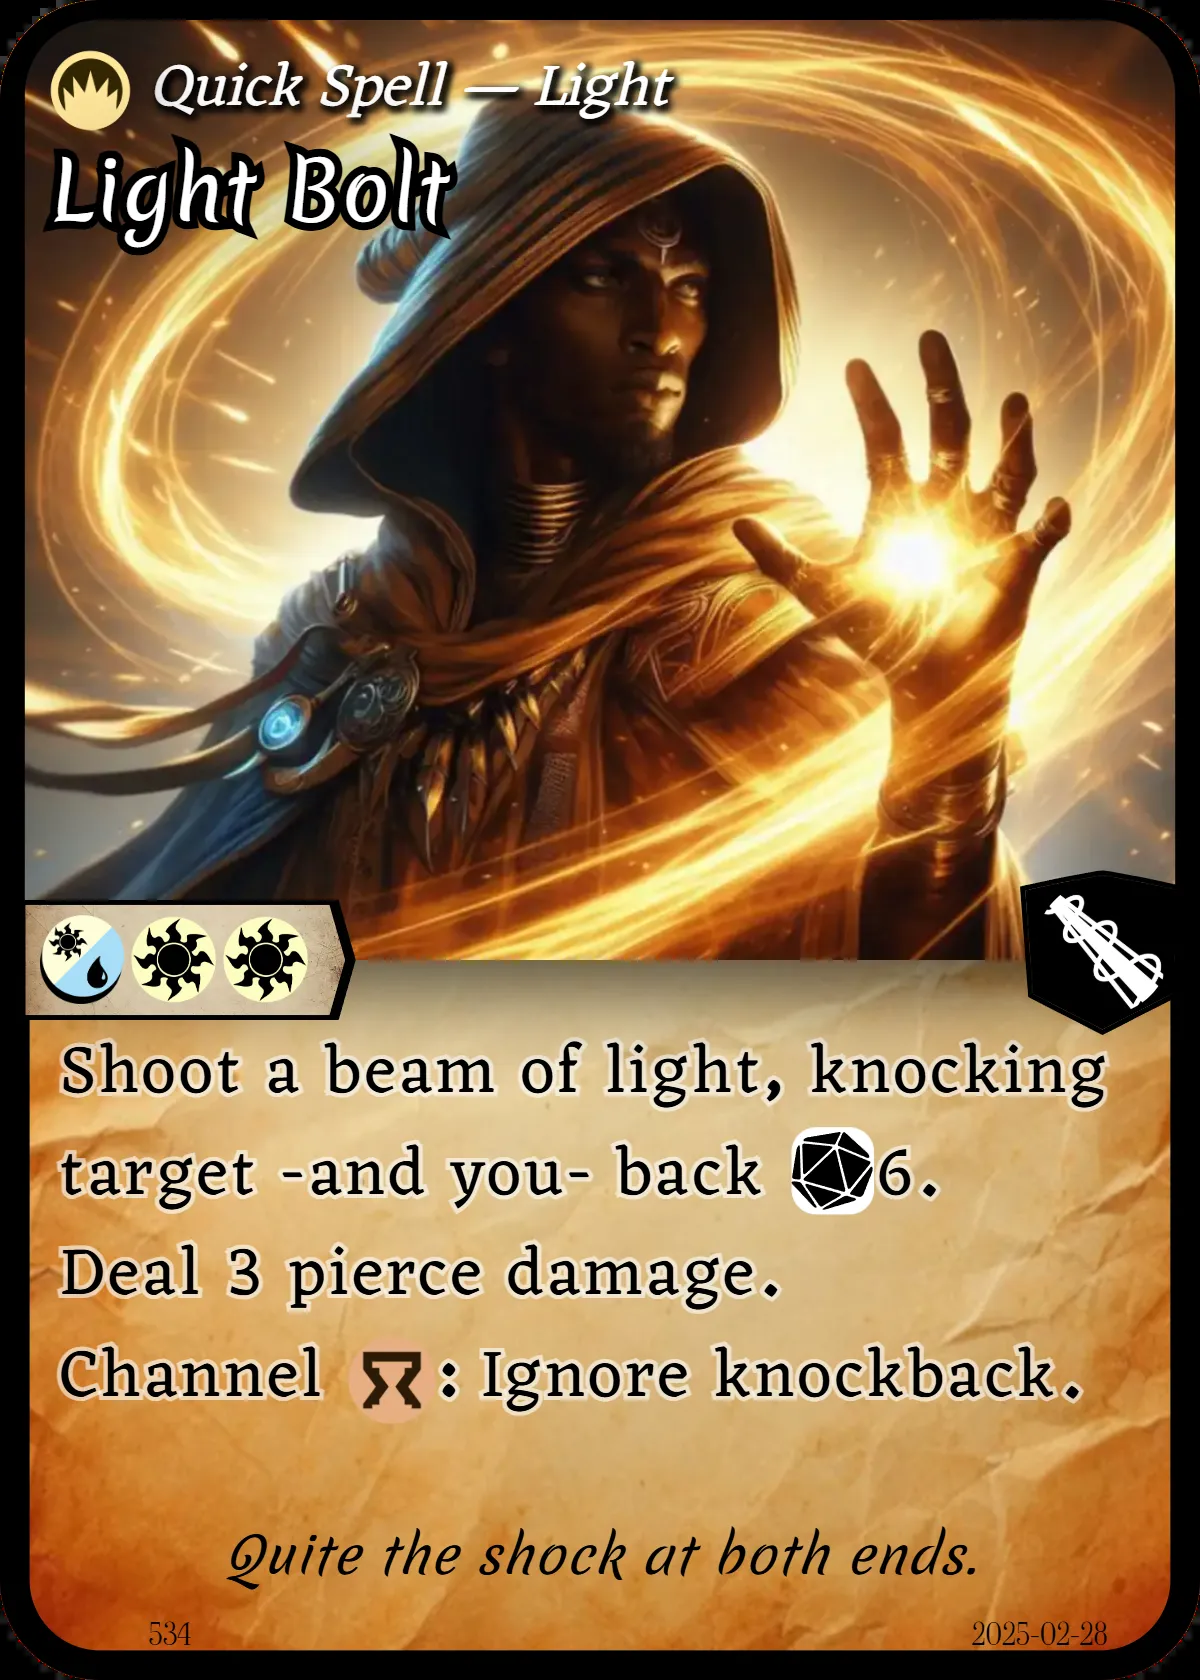 Quick Spell — Light
Light Bolt
Shoot a beam of light, knocking
target -and you- back 6.
Deal 3 pierce damage.
Channel : Ignore knockback.
Quite the shock at both ends.
534
2025-02-28